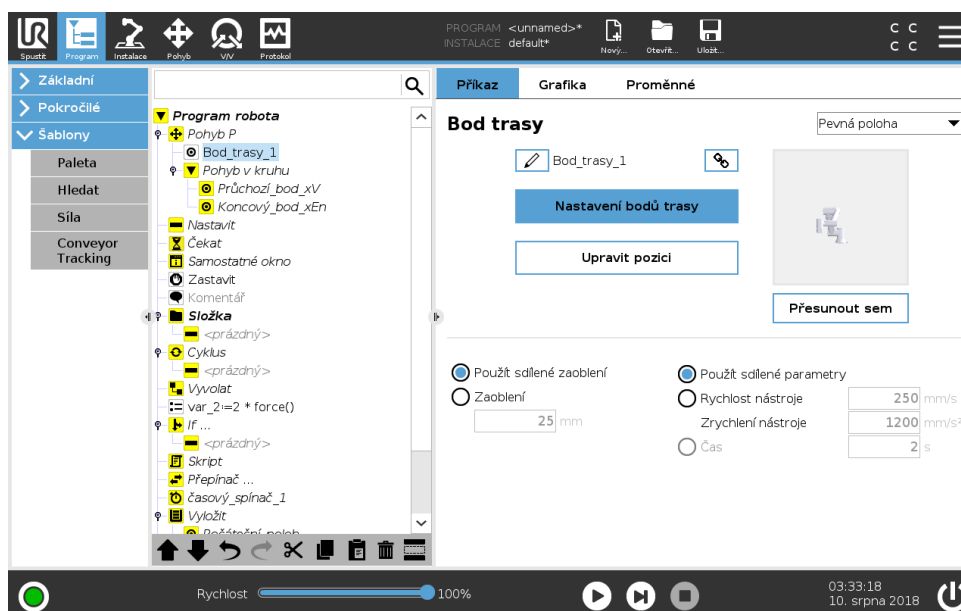 PROGRAM <unnamed>*
INSTALACE default*
Spustit
Program
Instalace
Pohyb
V/V
Protokol
Nový...
Otevřít...
Uložit...
C C
C C
Základní
Pokročilé
Šablony
Paleta
Hledat
Síla
Conveyor
Tracking
Program robota
Pohyb P
Bod_trasy_1
Pohyb v kruhu
Průchozí_bod_xV
Koncový_bod_xEn
Nastavit
Čekat
Samostatné okno
Zastavit
Komentář
Složka
<prázdný>
Cyklus
<prázdný>
Vyvolat
var_2:=2 * force()
If ...
<prázdný>
Skript
Přepínač ...
časový_spínač_1
Vyložit
Příkaz
Grafika
Proměnné
Bod trasy
Pevná poloha
Bod_trasy_1
Nastavení bodů trasy
Upravit pozici
Přesunout sem
Použít sdílené zaoblení
Zaoblení
25 mm
Použít sdílené parametry
Rychlost nástroje 250 mm/s
Zrychlení nástroje 1200 mm/s²
Čas 2 s
Rychlost 100%
03:33:18
10. srpna 2018